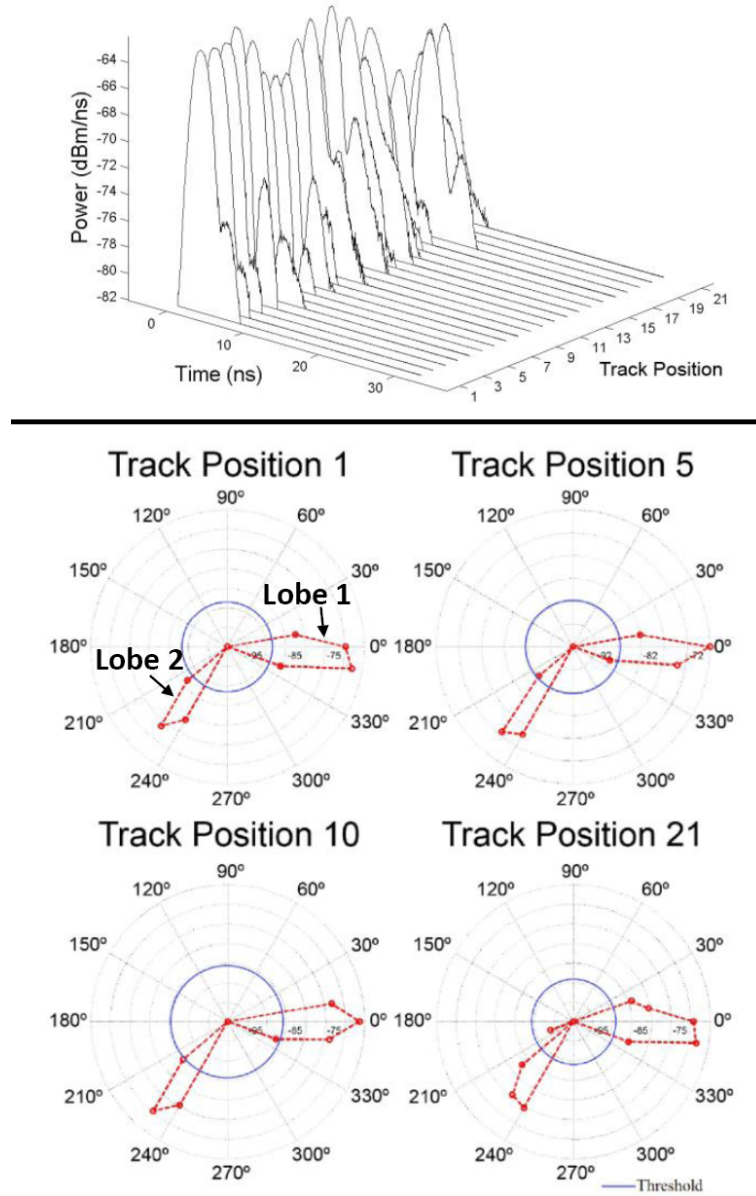 -64
-66
-68
-70
-72
-74
-76
-78
-80
-82
Power (dBm/ns)
0
10
20
30
Time (ns)
1
3
5
7
9
11
13
15
17
19
21
Track Position
Track Position 1
90º
120º
60º
150º
30º
180º
0º
210º
330º
240º
300º
270º
-95
-85
-75
Lobe 1
Lobe 2
Track Position 5
90º
120º
60º
150º
30º
180º
0º
210º
330º
240º
300º
270º
-92
-82
-72
Track Position 10
90º
120º
60º
150º
30º
180º
0º
210º
330º
240º
300º
270º
-95
-85
-75
Track Position 21
90º
120º
60º
150º
30º
180º
0º
210º
330º
240º
300º
270º
-95
-85
-75
Threshold